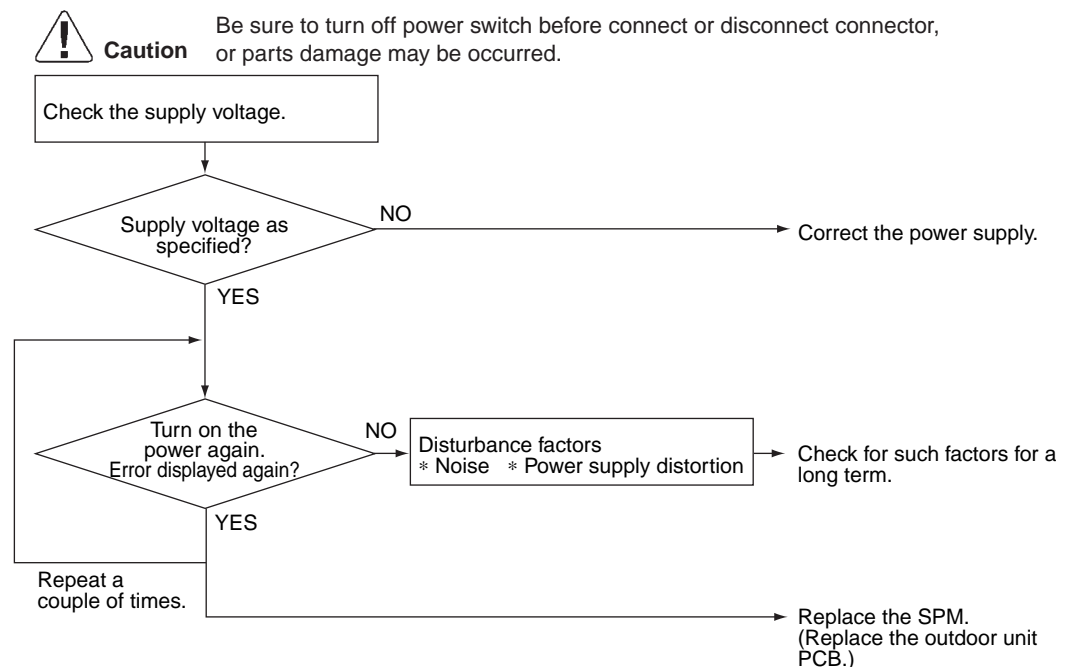 Be sure to turn off power switch before connect or disconnect connector,
Caution
or parts damage may be occurred.
Check the supply voltage.
Supply voltage as
specified?
NO
Correct the power supply.
YES
Turn on the
power again.
Error displayed again?
NO
Disturbance factors
* Noise * Power supply distortion
Check for such factors for a
long term.
YES
Repeat a
couple of times.
Replace the SPM.
(Replace the outdoor unit
PCB.)